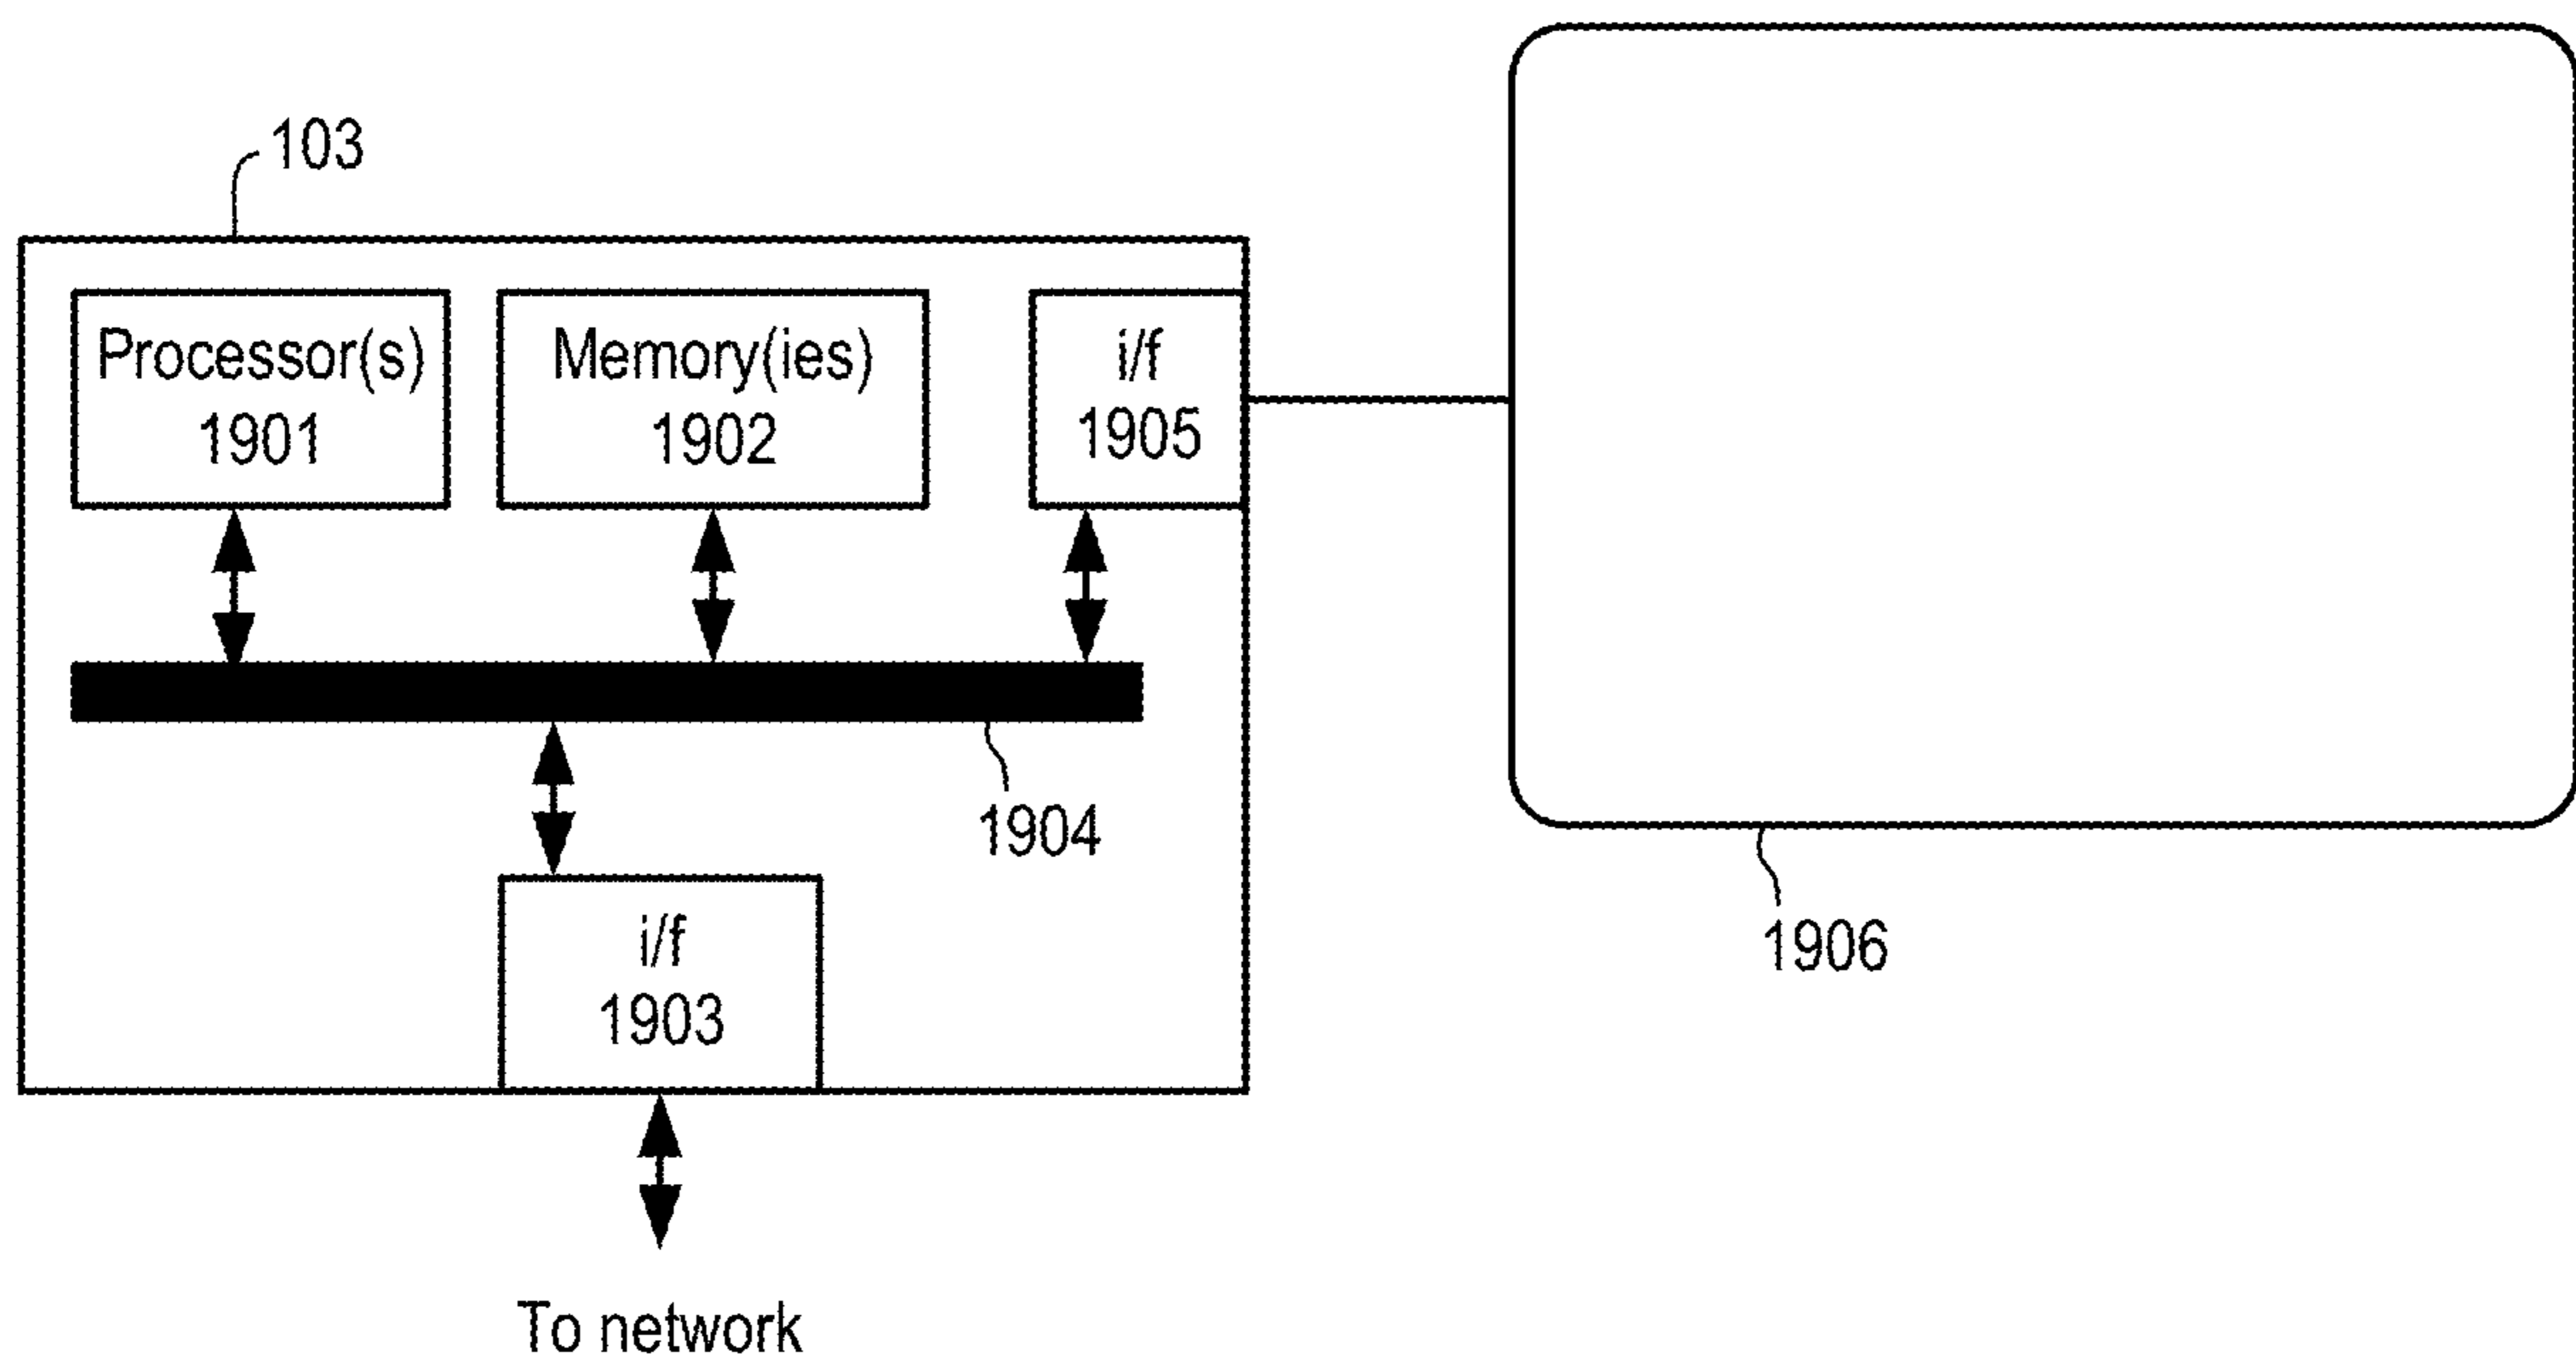 103
Processor(s)
1901
Memory(ies)
1902
i/f
1905
1904
i/f
1903
1906
To network